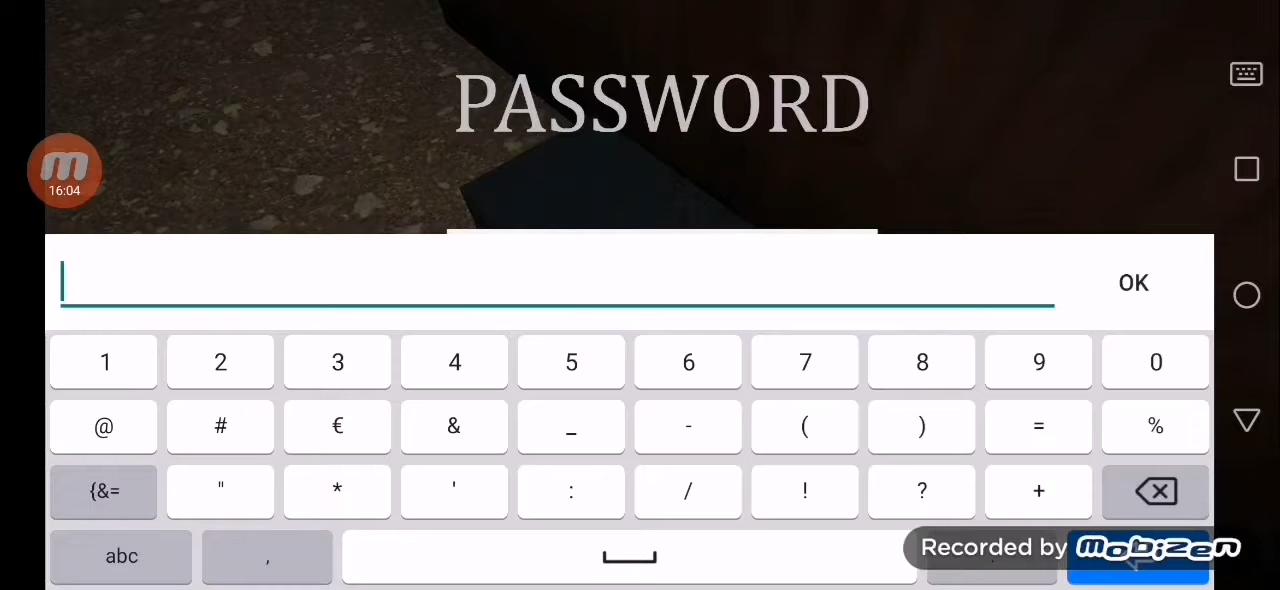 PASSWORD
m
16:04
OK
1 2 3 4 5 6 7 8 9 0
@ # € & _ - ( ) = %
{&= " * ' : / ! ? +
abc ,
Recorded by mobizen